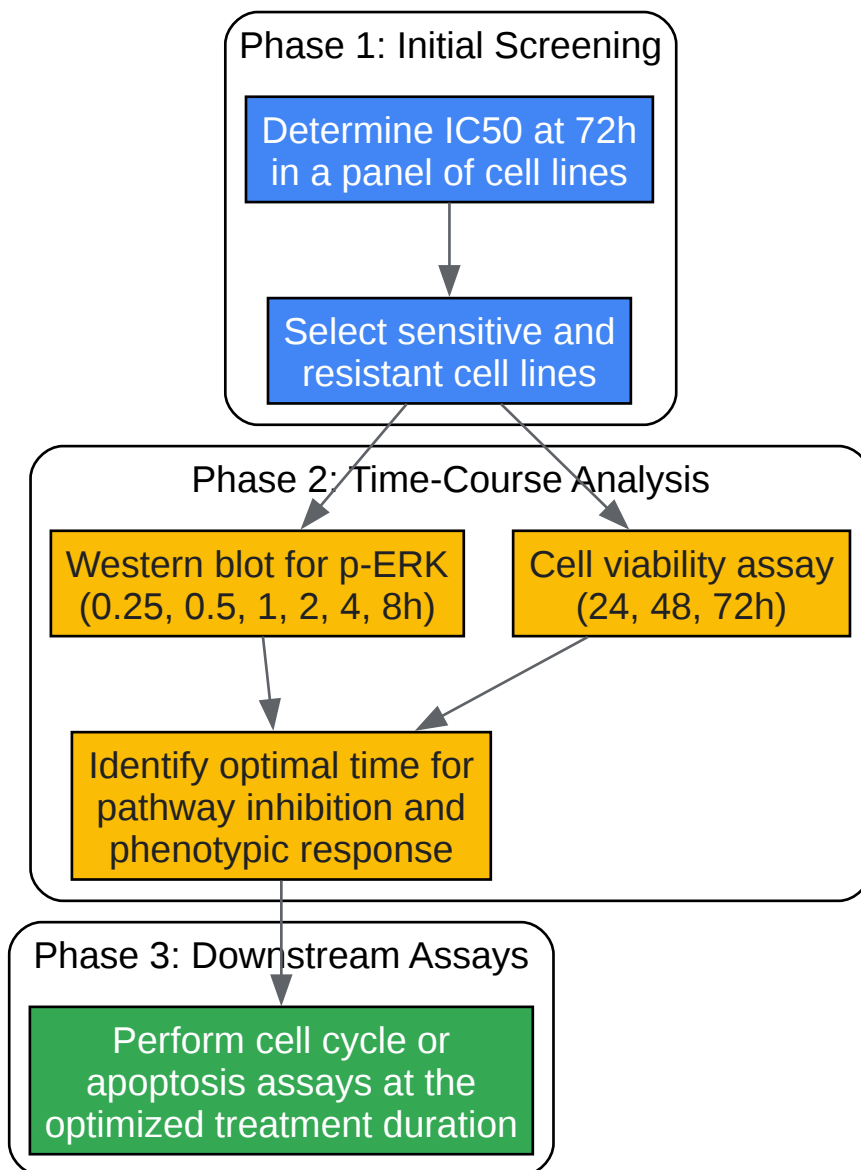 Phase 1: Initial Screening
Determine IC50 at 72h
in a panel of cell lines
Select sensitive and
resistant cell lines
Phase 2: Time-Course Analysis
Western blot for p-ERK
(0.25, 0.5, 1, 2, 4, 8h)
Cell viability assay
(24, 48, 72h)
Identify optimal time for
pathway inhibition and
phenotypic response
Phase 3: Downstream Assays
Perform cell cycle or
apoptosis assays at the
optimized treatment duration